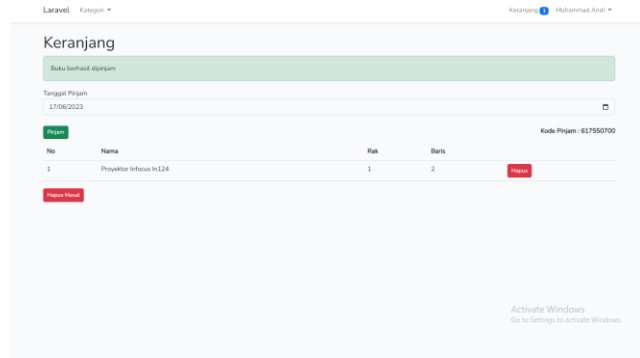 Laravel Kategori Keranjang 1 Muhammad Andi
Keranjang
Buku berhasil dipinjam
Tanggal Pinjam
17/06/2023
Pinjam Kode Pinjam : 617550700
No Nama Rak Baris
1 Proyektor Infocus In124 1 2 Hapus
Hapus Masal
Activate Windows
Go to Settings to activate Windows.